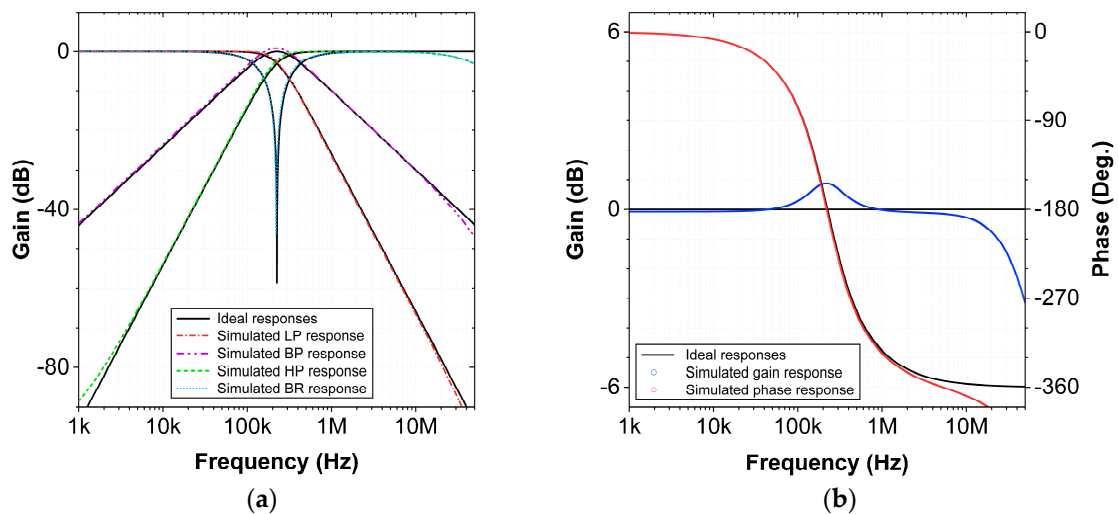 0
-40
-80
Gain (dB)
1k 10k 100k 1M 10M
Frequency (Hz)
Ideal responses
Simulated LP response
Simulated BP response
Simulated HP response
Simulated BR response
(a)
6
0
-6
Gain (dB)
0
-90
-180
-270
-360
Phase (Deg.)
1k 10k 100k 1M 10M
Frequency (Hz)
Ideal responses
Simulated gain response
Simulated phase response
(b)